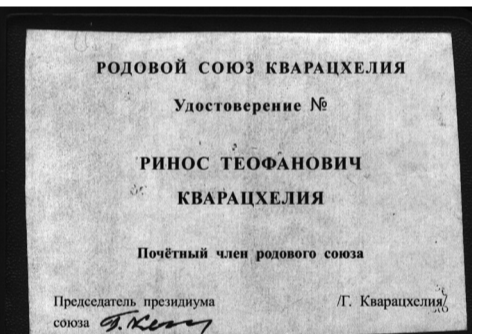 РОДОВОЙ СОЮЗ КВАРАЦХЕЛИЯ
Удостоверение №
РИНОС ТЕОФАНОВИЧ
КВАРАЦХЕЛИЯ
Почётный член родового союза
Председатель президиума /Г. Кварацхелия/
союза